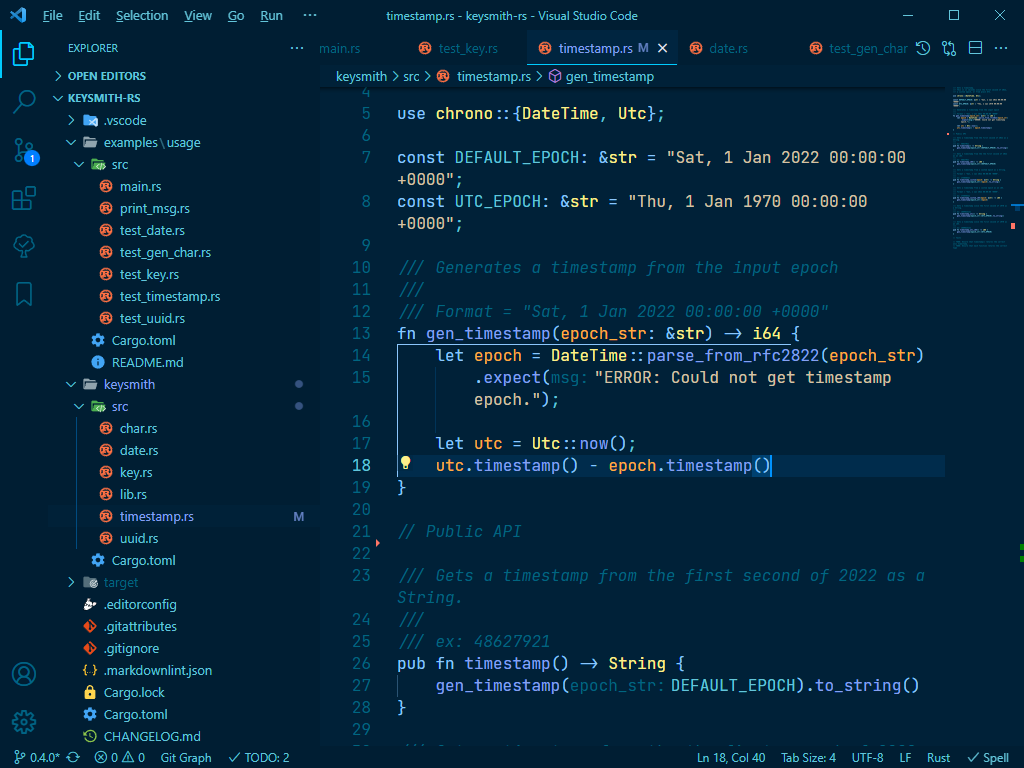 File Edit Selection View Go Run ··· timestamp.rs - keysmith-rs - Visual Studio Code
EXPLORER ···
main.rs test_key.rs timestamp.rs M date.rs test_gen_char ···
keysmith > src > timestamp.rs > gen_timestamp
OPEN EDITORS
KEYSMITH-RS
.vscode
examples\usage
src
main.rs
print_msg.rs
test_date.rs
test_gen_char.rs
test_key.rs
test_timestamp.rs
test_uuid.rs
Cargo.toml
README.md
keysmith
src
char.rs
date.rs
key.rs
lib.rs
timestamp.rs M
uuid.rs
Cargo.toml
target
.editorconfig
.gitattributes
.gitignore
.markdownlint.json
Cargo.lock
Cargo.toml
CHANGELOG.md
1
4
5 use chrono::{DateTime, Utc};
6
7 const DEFAULT_EPOCH: &str = "Sat, 1 Jan 2022 00:00:00
+0000";
8 const UTC_EPOCH: &str = "Thu, 1 Jan 1970 00:00:00
+0000";
9
10 /// Generates a timestamp from the input epoch
11 ///
12 /// Format = "Sat, 1 Jan 2022 00:00:00 +0000"
13 fn gen_timestamp(epoch_str: &str) -> i64 {
14 let epoch = DateTime::parse_from_rfc2822(epoch_str)
15 .expect(msg: "ERROR: Could not get timestamp
epoch.");
16
17 let utc = Utc::now();
18 utc.timestamp() - epoch.timestamp()
19 }
20
21 // Public API
22
23 /// Gets a timestamp from the first second of 2022 as a
String.
24 ///
25 /// ex: 48627921
26 pub fn timestamp() -> String {
27 gen_timestamp(epoch_str: DEFAULT_EPOCH).to_string()
28 }
29
0.4.0* 0 0 Git Graph TODO: 2 Ln 18, Col 40 Tab Size: 4 UTF-8 LF Rust Spell